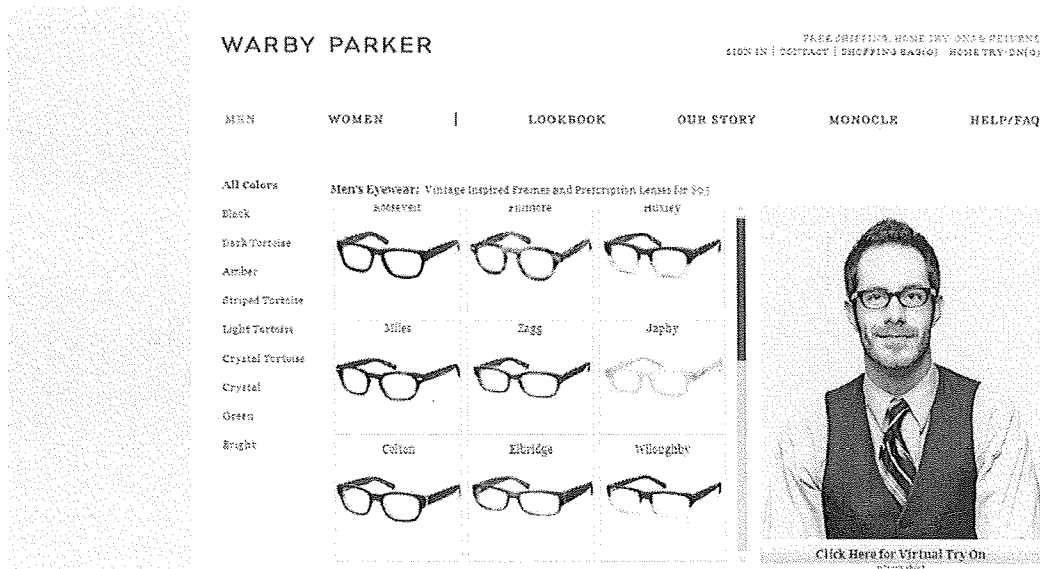 WARBY PARKER
FREE SHIPPING, HOME TRY-ONS & RETURNS
SIGN IN | CONTACT | SHOPPING BAG(0) HOME TRY-ON(0)
MEN WOMEN | LOOKBOOK OUR STORY MONOCLE HELP/FAQ
All Colors
Black
Dark Tortoise
Amber
Striped Tortoise
Light Tortoise
Crystal Tortoise
Crystal
Green
Bright
Men's Eyewear: Vintage Inspired Frames and Prescription Lenses for $95
Roosevelt Fillmore Huxley
Miles Zagg Japhy
Colton Elbridge Wiloughby
Click Here for Virtual Try On